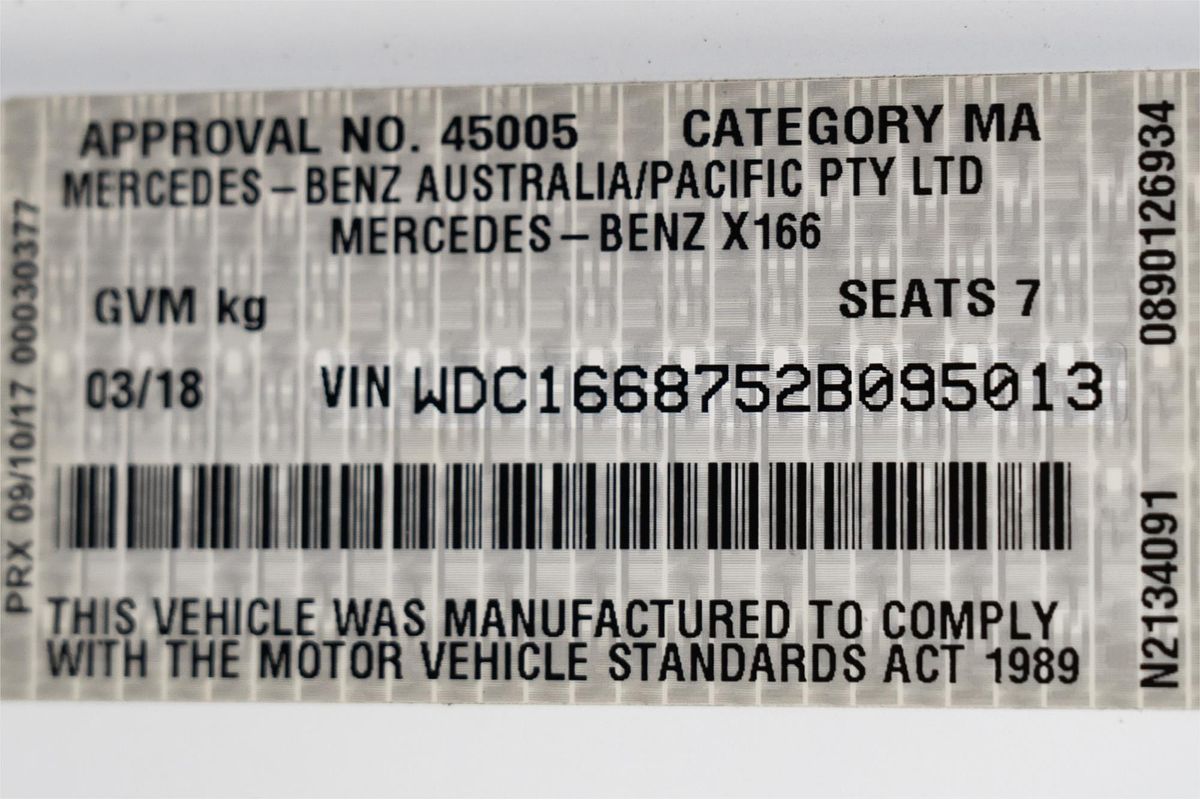 APPROVAL NO. 45005 CATEGORY MA
MERCEDES-BENZ AUSTRALIA/PACIFIC PTY LTD
MERCEDES-BENZ X166
GVM kg SEATS 7
03/18 VIN WDC1668752B095013
THIS VEHICLE WAS MANUFACTURED TO COMPLY
WITH THE MOTOR VEHICLE STANDARDS ACT 1989
PRX 09/10/17 00030377
N2134091 0890126934